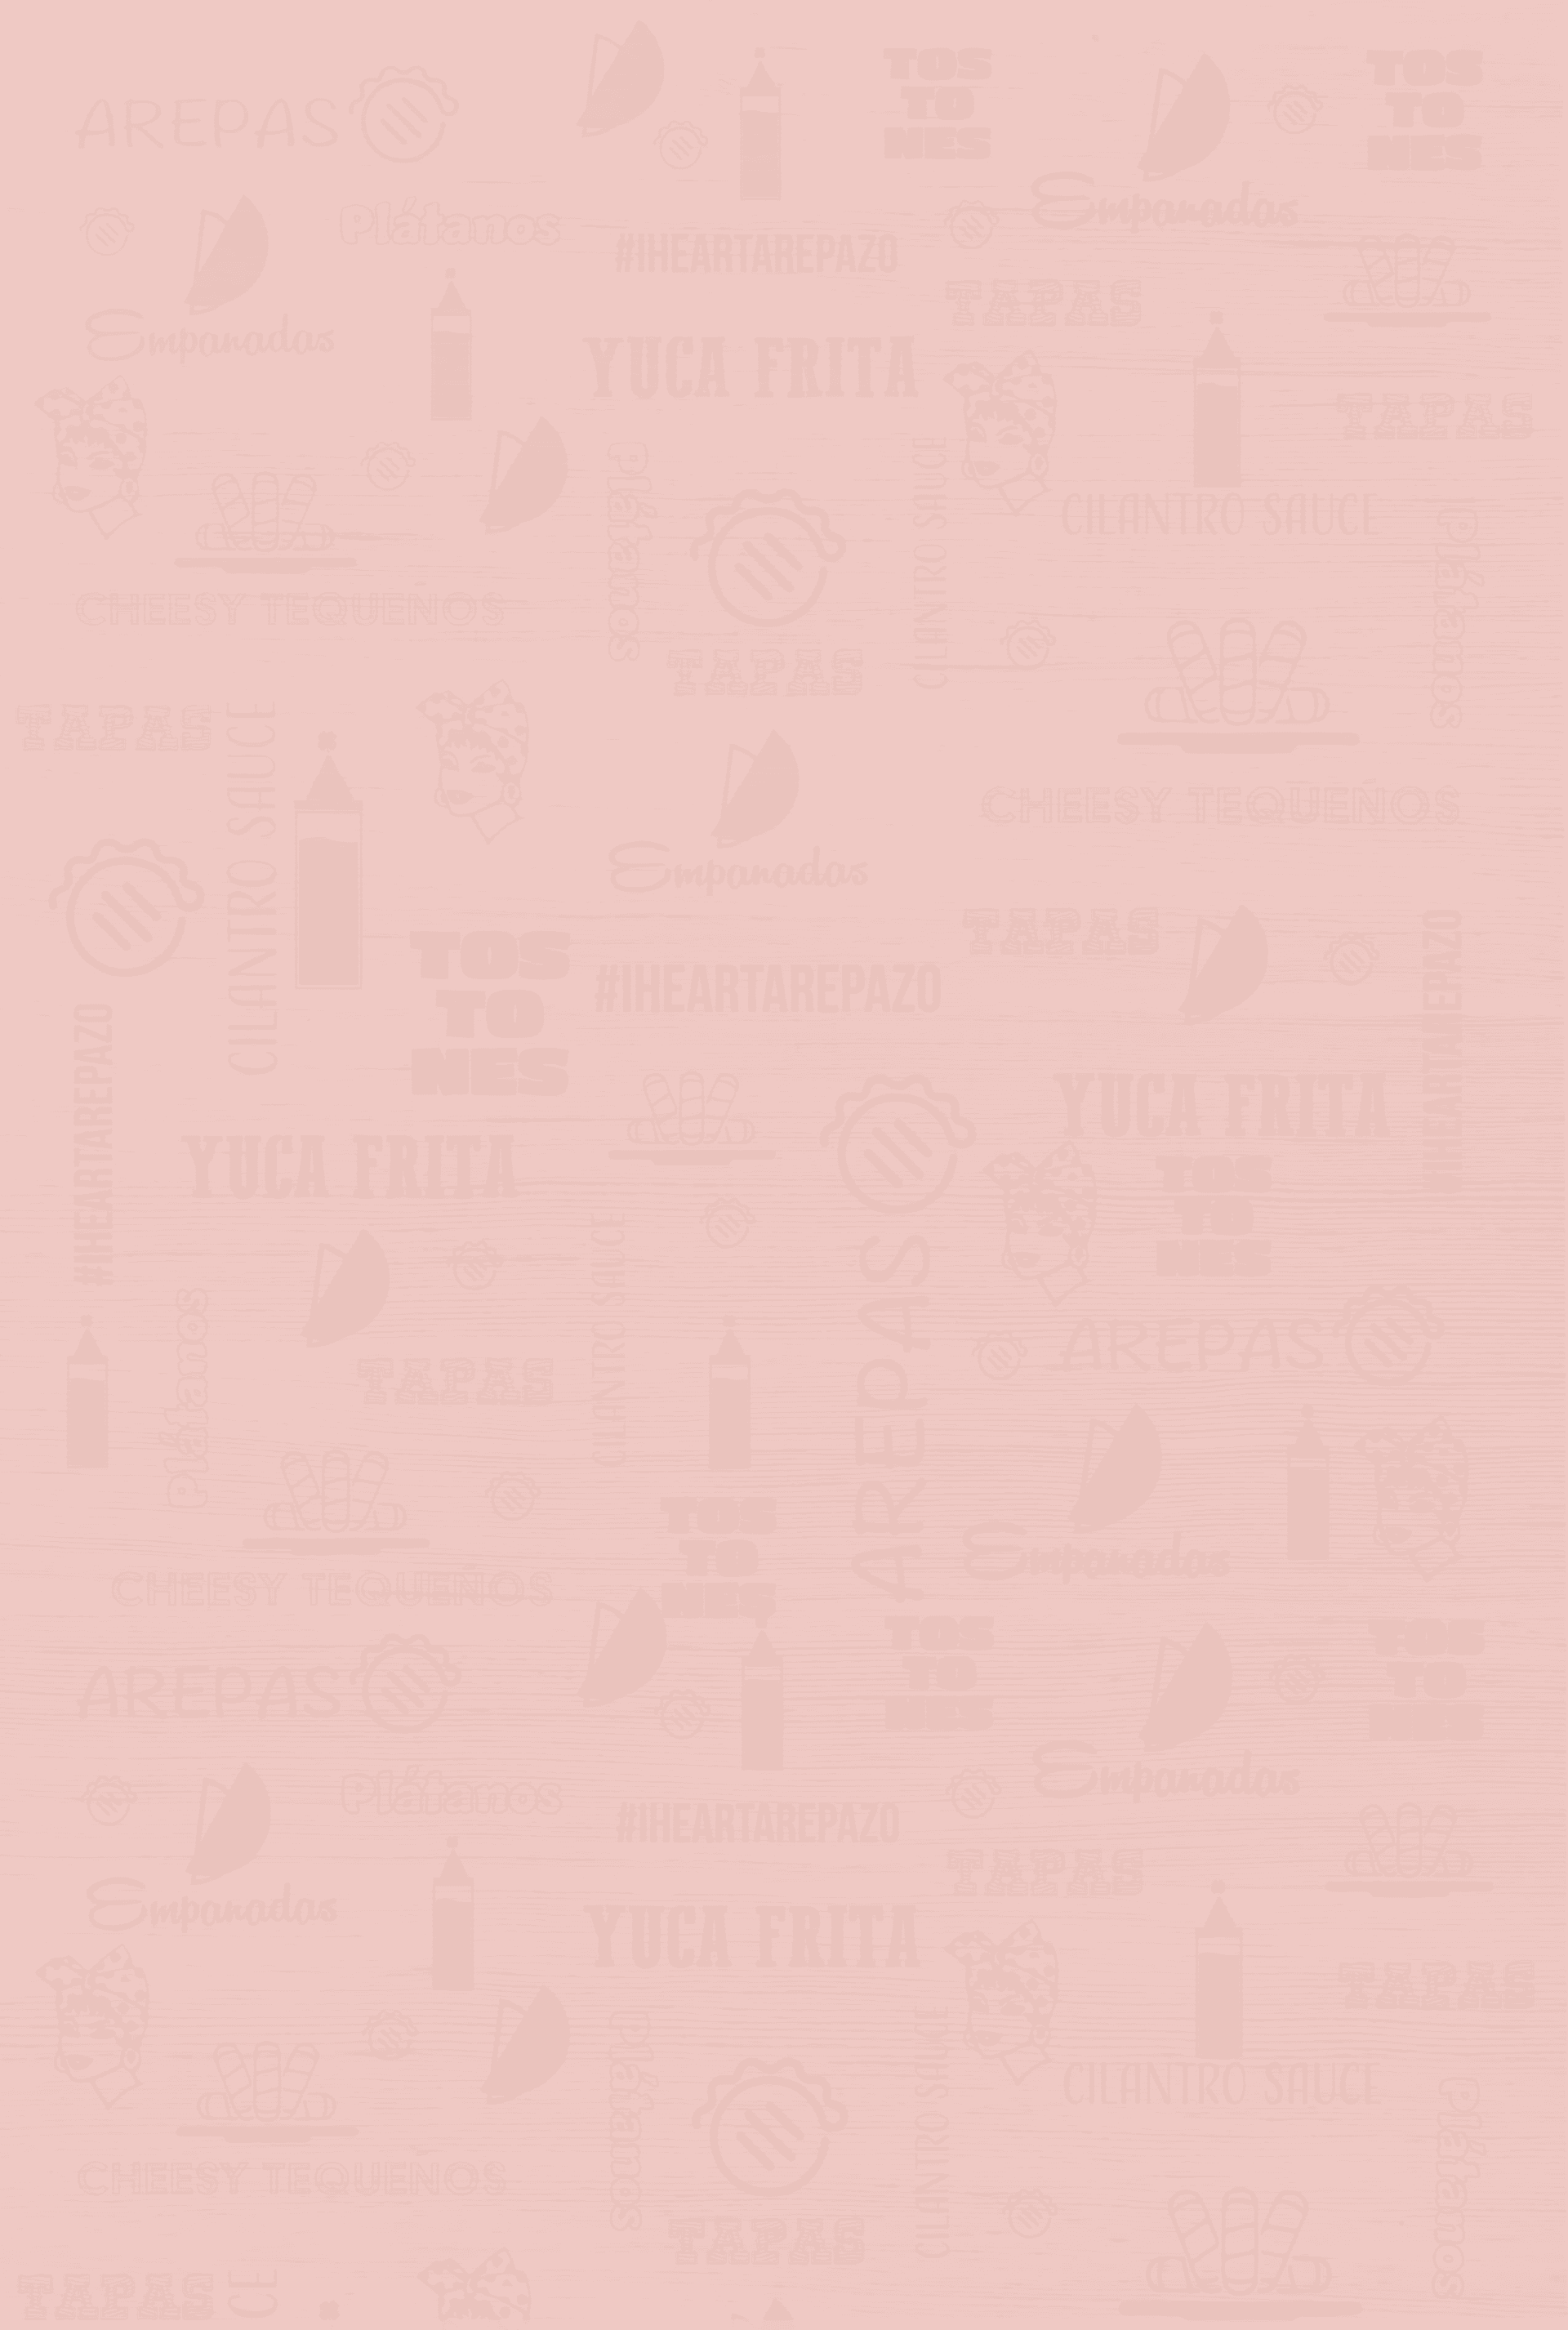 TOS
TO
NES
TOS
TO
NES
AREPAS
Empanadas
Plátanos
#IHEARTAREPAZO
TAPAS
Empanadas
YUCA FRITA
TAPAS
Plátanos
CILANTRO SAUCE
CILANTRO SAUCE
Plátanos
CHEESY TEQUEÑOS
TAPAS
TAPAS
CILANTRO SAUCE
CHEESY TEQUEÑOS
Empanadas
TAPAS
#IHEARTAREPAZO
TOS
TO
NES
#IHEARTAREPAZO
#IHEARTAREPAZO
YUCA FRITA
YUCA FRITA
TOS
TO
NES
CILANTRO SAUCE
AREPAS
Plátanos
AREPAS
TAPAS
TOS
TO
NES
Empanadas
CHEESY TEQUEÑOS
TOS
TO
NES
TOS
TO
NES
AREPAS
Empanadas
Plátanos
#IHEARTAREPAZO
TAPAS
Empanadas
YUCA FRITA
TAPAS
Plátanos
CILANTRO SAUCE
CILANTRO SAUCE
Plátanos
CHEESY TEQUEÑOS
TAPAS
TAPAS
CE